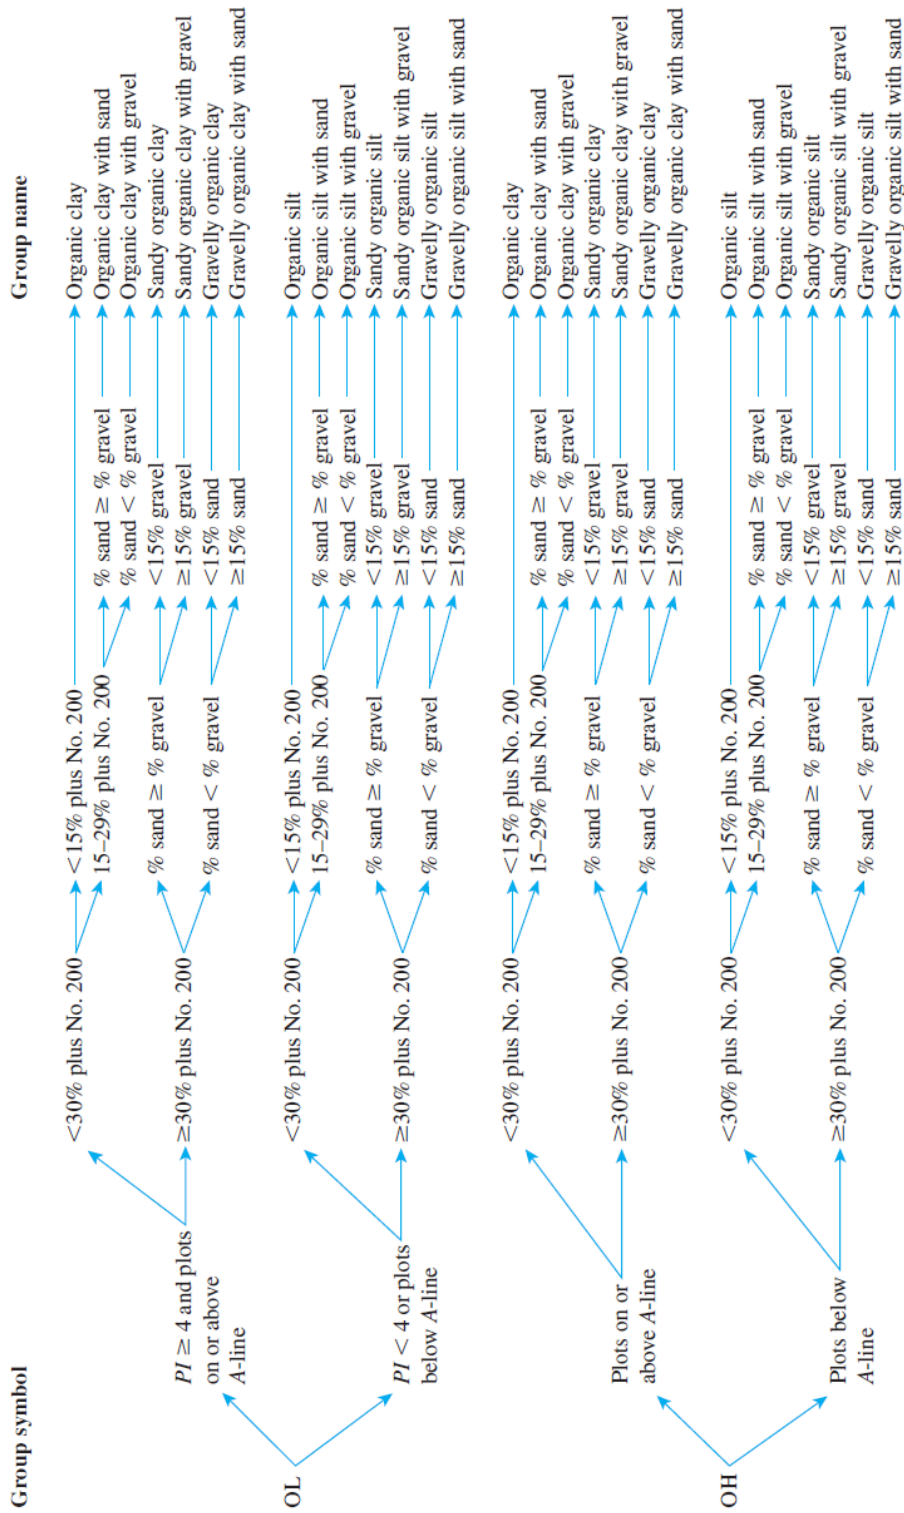 Group symbol
Group name
OL
PI ≥ 4 and plots
on or above
A-line
<30% plus No. 200
<15% plus No. 200
Organic clay
15–29% plus No. 200
% sand ≥ % gravel
Organic clay with sand
% sand < % gravel
Organic clay with gravel
≥30% plus No. 200
% sand ≥ % gravel
<15% gravel
Sandy organic clay
≥15% gravel
Sandy organic clay with gravel
% sand < % gravel
<15% sand
Gravelly organic clay
≥15% sand
Gravelly organic clay with sand
PI < 4 or plots
below A-line
<30% plus No. 200
<15% plus No. 200
Organic silt
15–29% plus No. 200
% sand ≥ % gravel
Organic silt with sand
% sand < % gravel
Organic silt with gravel
≥30% plus No. 200
% sand ≥ % gravel
<15% gravel
Sandy organic silt
≥15% gravel
Sandy organic silt with gravel
% sand < % gravel
<15% sand
Gravelly organic silt
≥15% sand
Gravelly organic silt with sand
OH
Plots on or
above A-line
<30% plus No. 200
<15% plus No. 200
Organic clay
15–29% plus No. 200
% sand ≥ % gravel
Organic clay with sand
% sand < % gravel
Organic clay with gravel
≥30% plus No. 200
% sand ≥ % gravel
<15% gravel
Sandy organic clay
≥15% gravel
Sandy organic clay with gravel
% sand < % gravel
<15% sand
Gravelly organic clay
≥15% sand
Gravelly organic clay with sand
Plots below
A-line
<30% plus No. 200
<15% plus No. 200
Organic silt
15–29% plus No. 200
% sand ≥ % gravel
Organic silt with sand
% sand < % gravel
Organic silt with gravel
≥30% plus No. 200
% sand ≥ % gravel
<15% gravel
Sandy organic silt
≥15% gravel
Sandy organic silt with gravel
% sand < % gravel
<15% sand
Gravelly organic silt
≥15% sand
Gravelly organic silt with sand